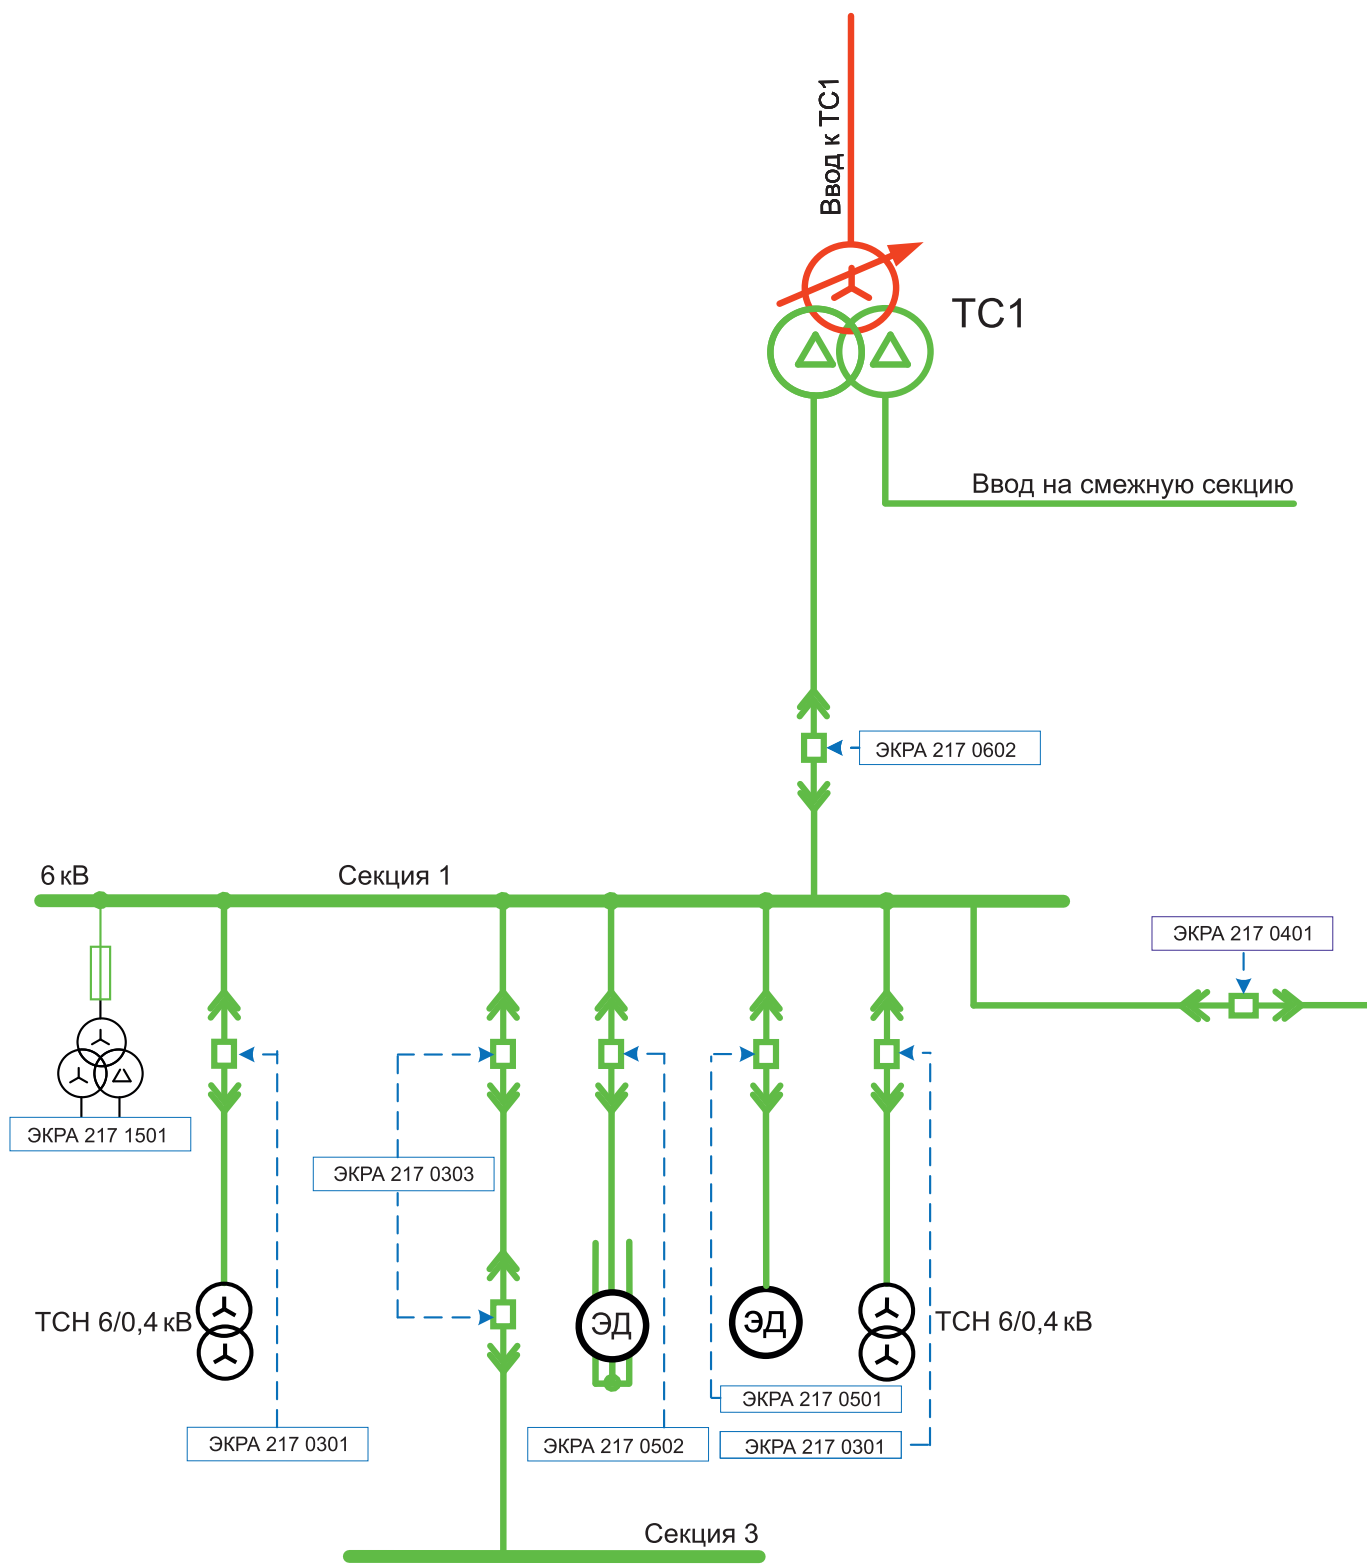 Ввод к ТС1
ТС1
Ввод на смежную секцию
ЭКРА 217 0602
6 кВ
Секция 1
ЭКРА 217 0401
ЭКРА 217 1501
ЭКРА 217 0303
ТСН 6/0,4 кВ
ЭД
ЭД
ТСН 6/0,4 кВ
ЭКРА 217 0501
ЭКРА 217 0301
ЭКРА 217 0502
ЭКРА 217 0301
Секция 3